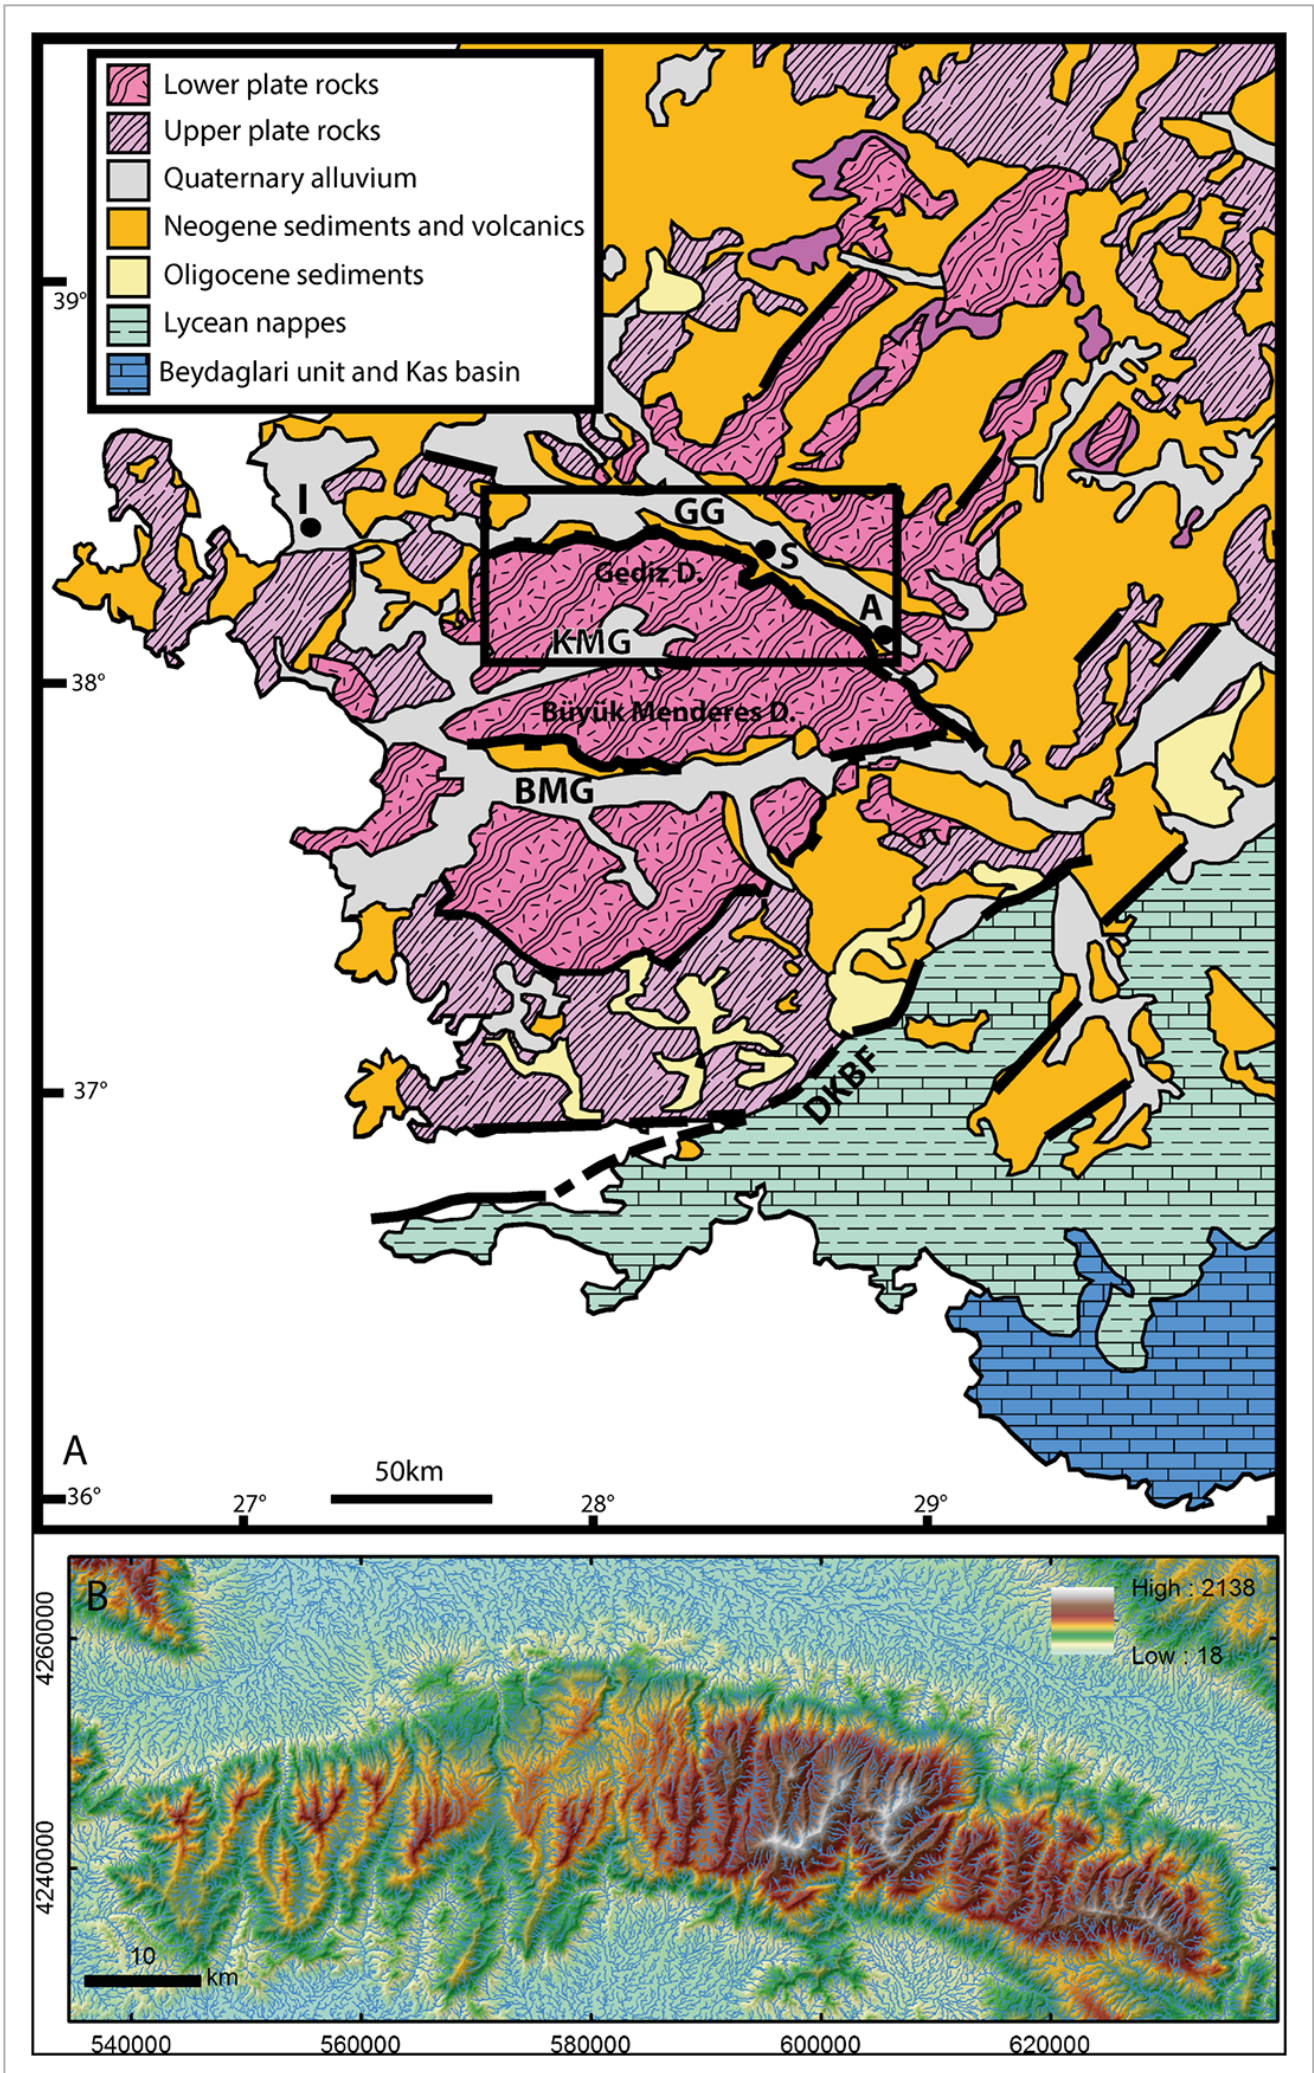 Lower plate rocks
Upper plate rocks
Quaternary alluvium
Neogene sediments and volcanics
Oligocene sediments
Lycean nappes
Beydaglari unit and Kas basin
39°
I
GG
S
Gediz D.
A
KMG
38°
Büyük Menderes D.
BMG
37°
DKBF
A
50km
36°
27°
28°
29°
B
High : 2138
Low : 18
4260000
4240000
10
km
540000
560000
580000
600000
620000